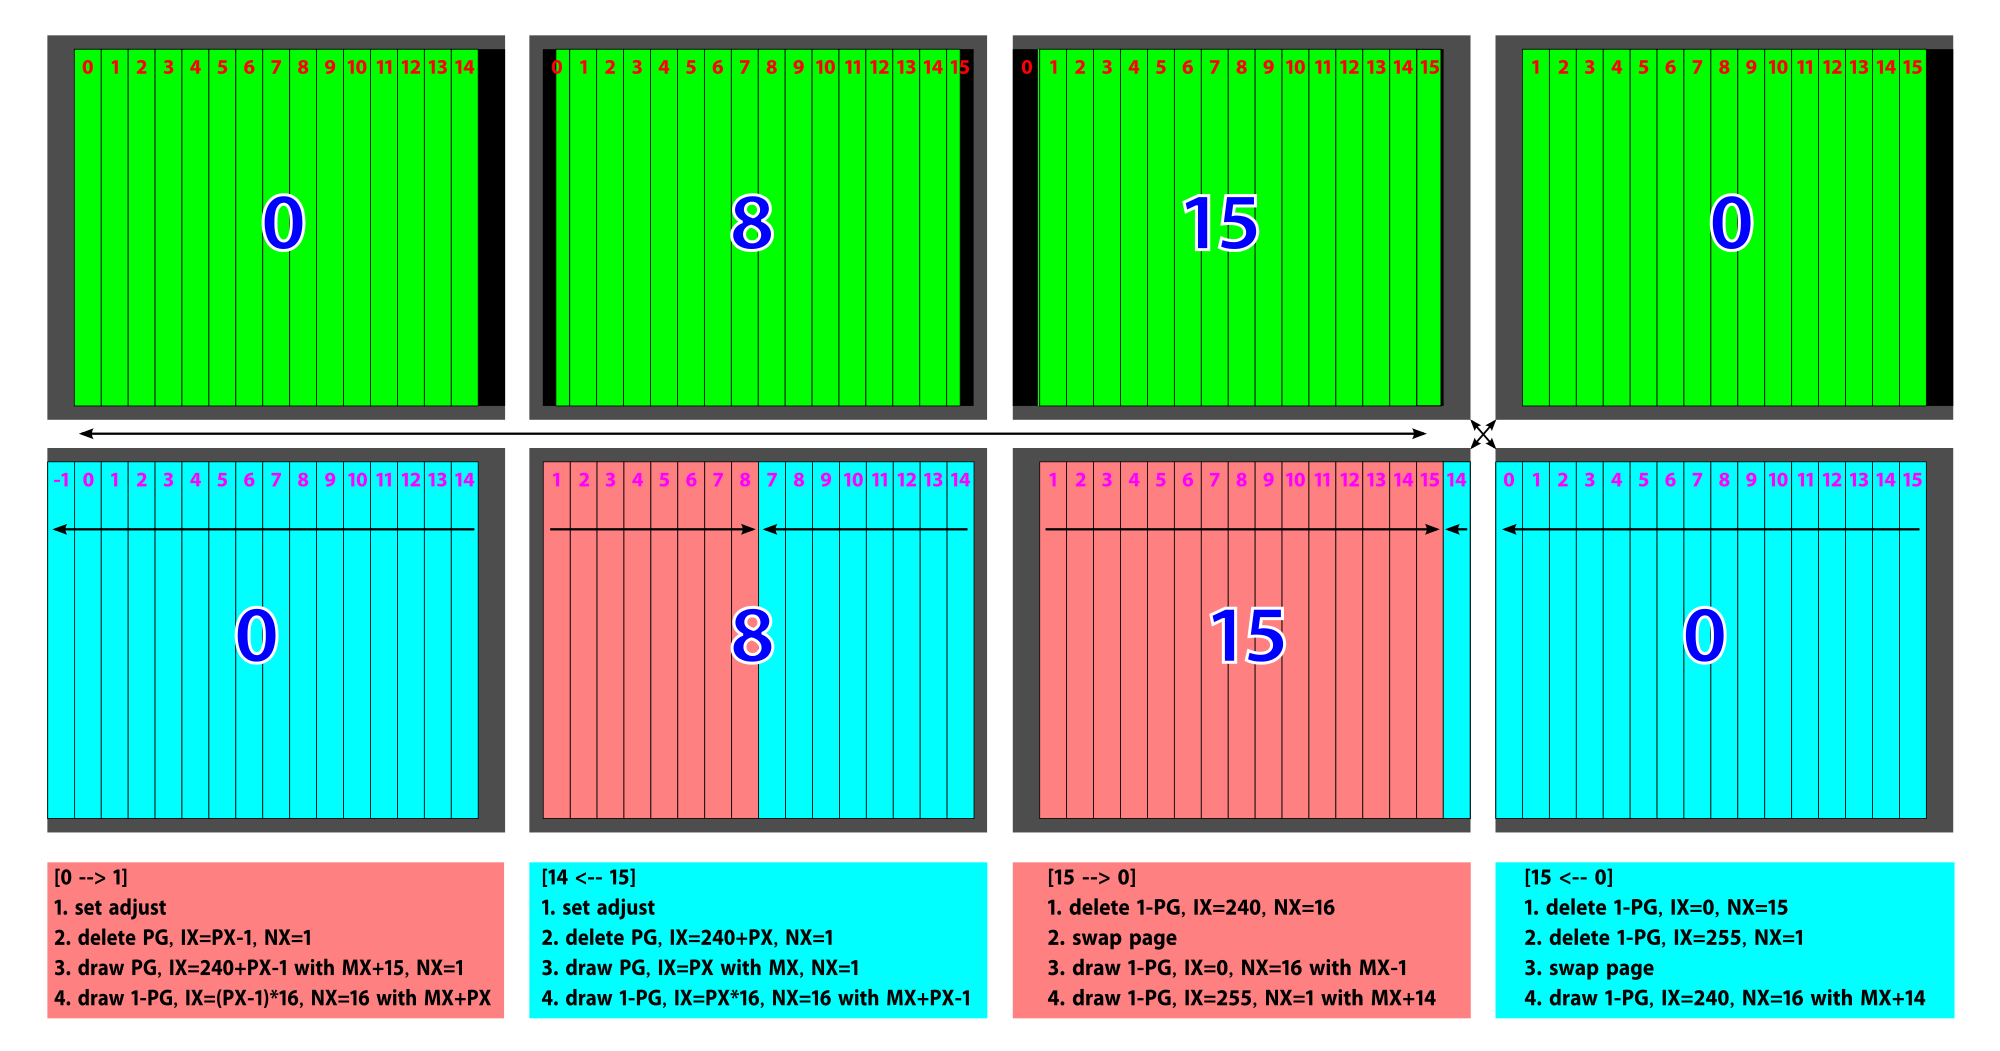 0 1 2 3 4 5 6 7 8 9 10 11 12 13 14
0
0 1 2 3 4 5 6 7 8 9 10 11 12 13 14 15
8
0 1 2 3 4 5 6 7 8 9 10 11 12 13 14 15
15
1 2 3 4 5 6 7 8 9 10 11 12 13 14 15
0
-1 0 1 2 3 4 5 6 7 8 9 10 11 12 13 14
0
1 2 3 4 5 6 7 8 7 8 9 10 11 12 13 14
8
1 2 3 4 5 6 7 8 9 10 11 12 13 14 15 14
15
0 1 2 3 4 5 6 7 8 9 10 11 12 13 14 15
0
[0 --> 1]
1. set adjust
2. delete PG, IX=PX-1, NX=1
3. draw PG, IX=240+PX-1 with MX+15, NX=1
4. draw 1-PG, IX=(PX-1)*16, NX=16 with MX+PX
[14 <-- 15]
1. set adjust
2. delete PG, IX=240+PX, NX=1
3. draw PG, IX=PX with MX, NX=1
4. draw 1-PG, IX=PX*16, NX=16 with MX+PX-1
[15 --> 0]
1. delete 1-PG, IX=240, NX=16
2. swap page
3. draw 1-PG, IX=0, NX=16 with MX-1
4. draw 1-PG, IX=255, NX=1 with MX+14
[15 <-- 0]
1. delete 1-PG, IX=0, NX=15
2. delete 1-PG, IX=255, NX=1
3. swap page
4. draw 1-PG, IX=240, NX=16 with MX+14